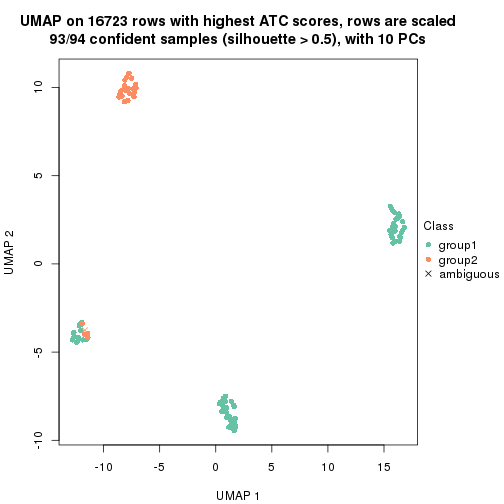 UMAP on 16723 rows with highest ATC scores, rows are scaled
93/94 confident samples (silhouette > 0.5), with 10 PCs
10
5
0
-5
-10
UMAP 2
-10
-5
0
5
10
15
UMAP 1
Class
group1
group2
ambiguous